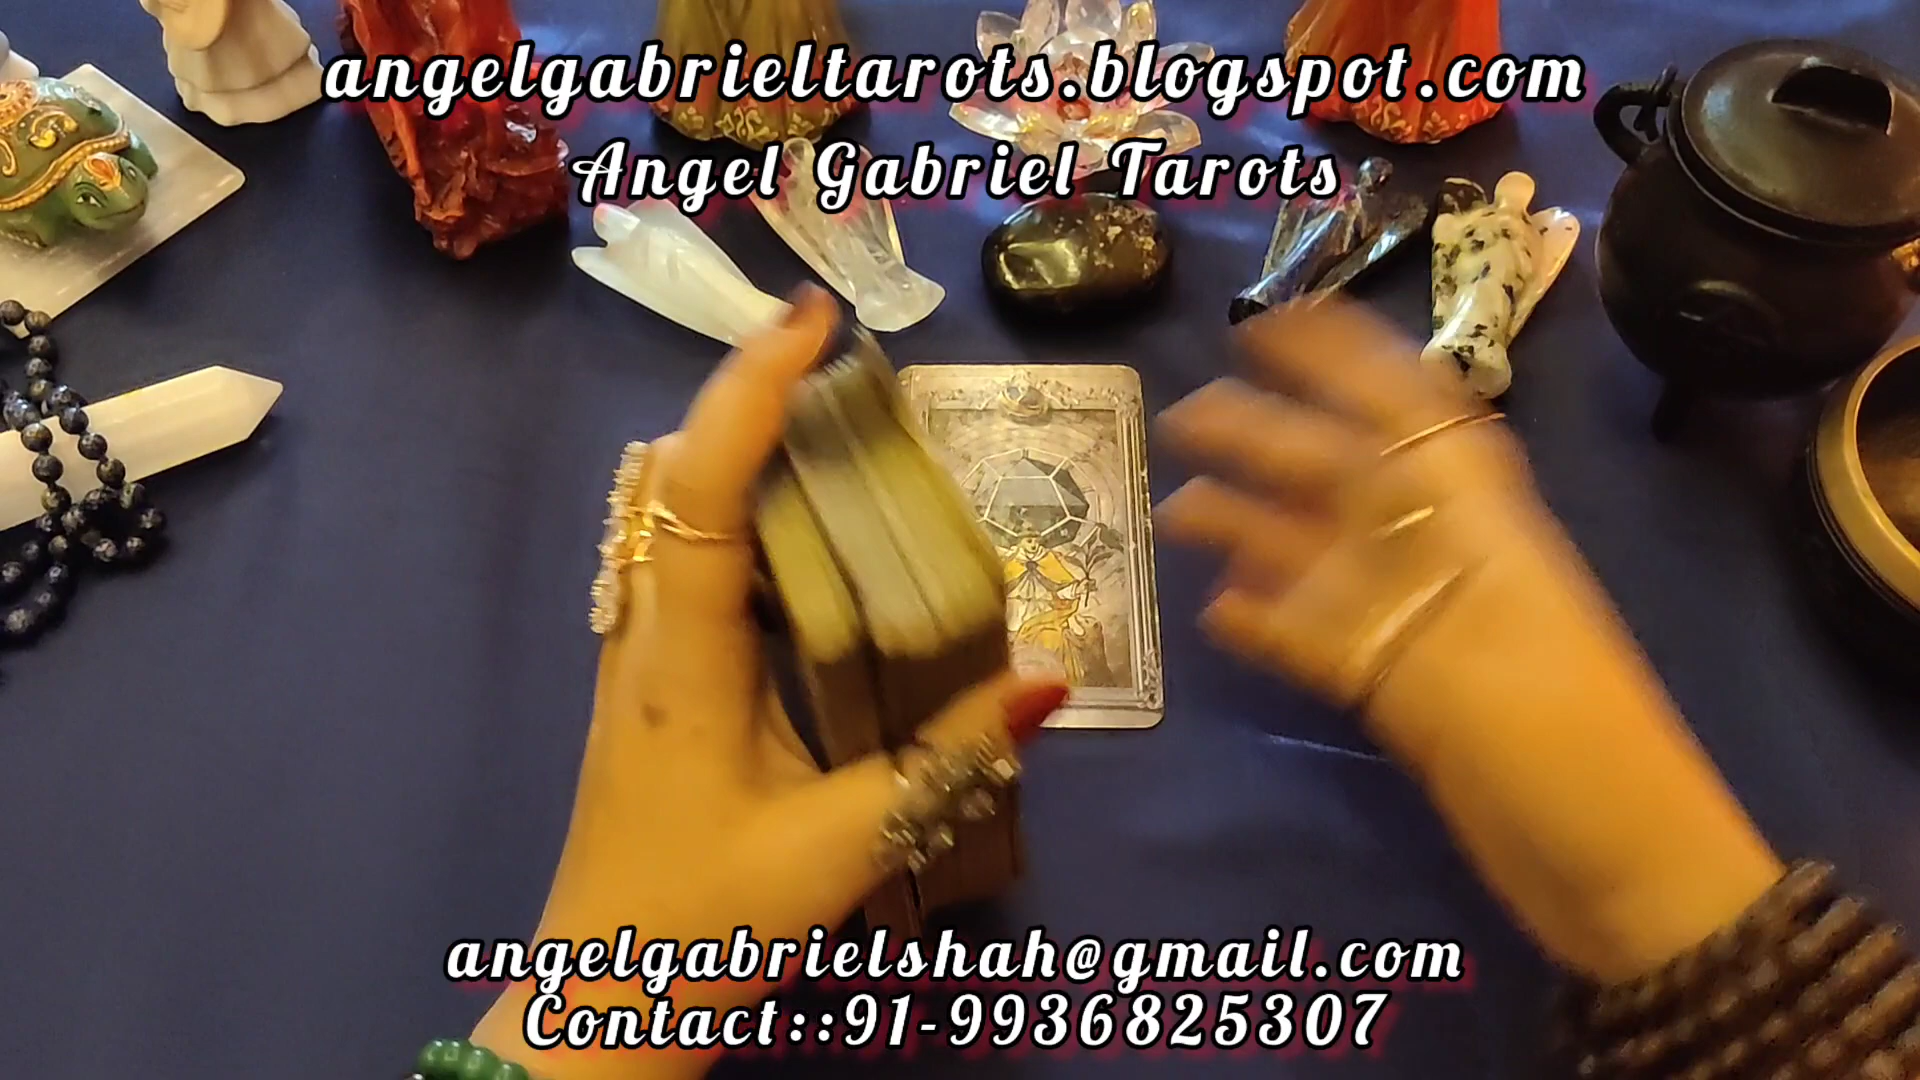 angelgabrieltarots.blogspot.com
Angel Gabriel Tarots
angelgabrielshah@gmail.com
Contact::91-9936825307